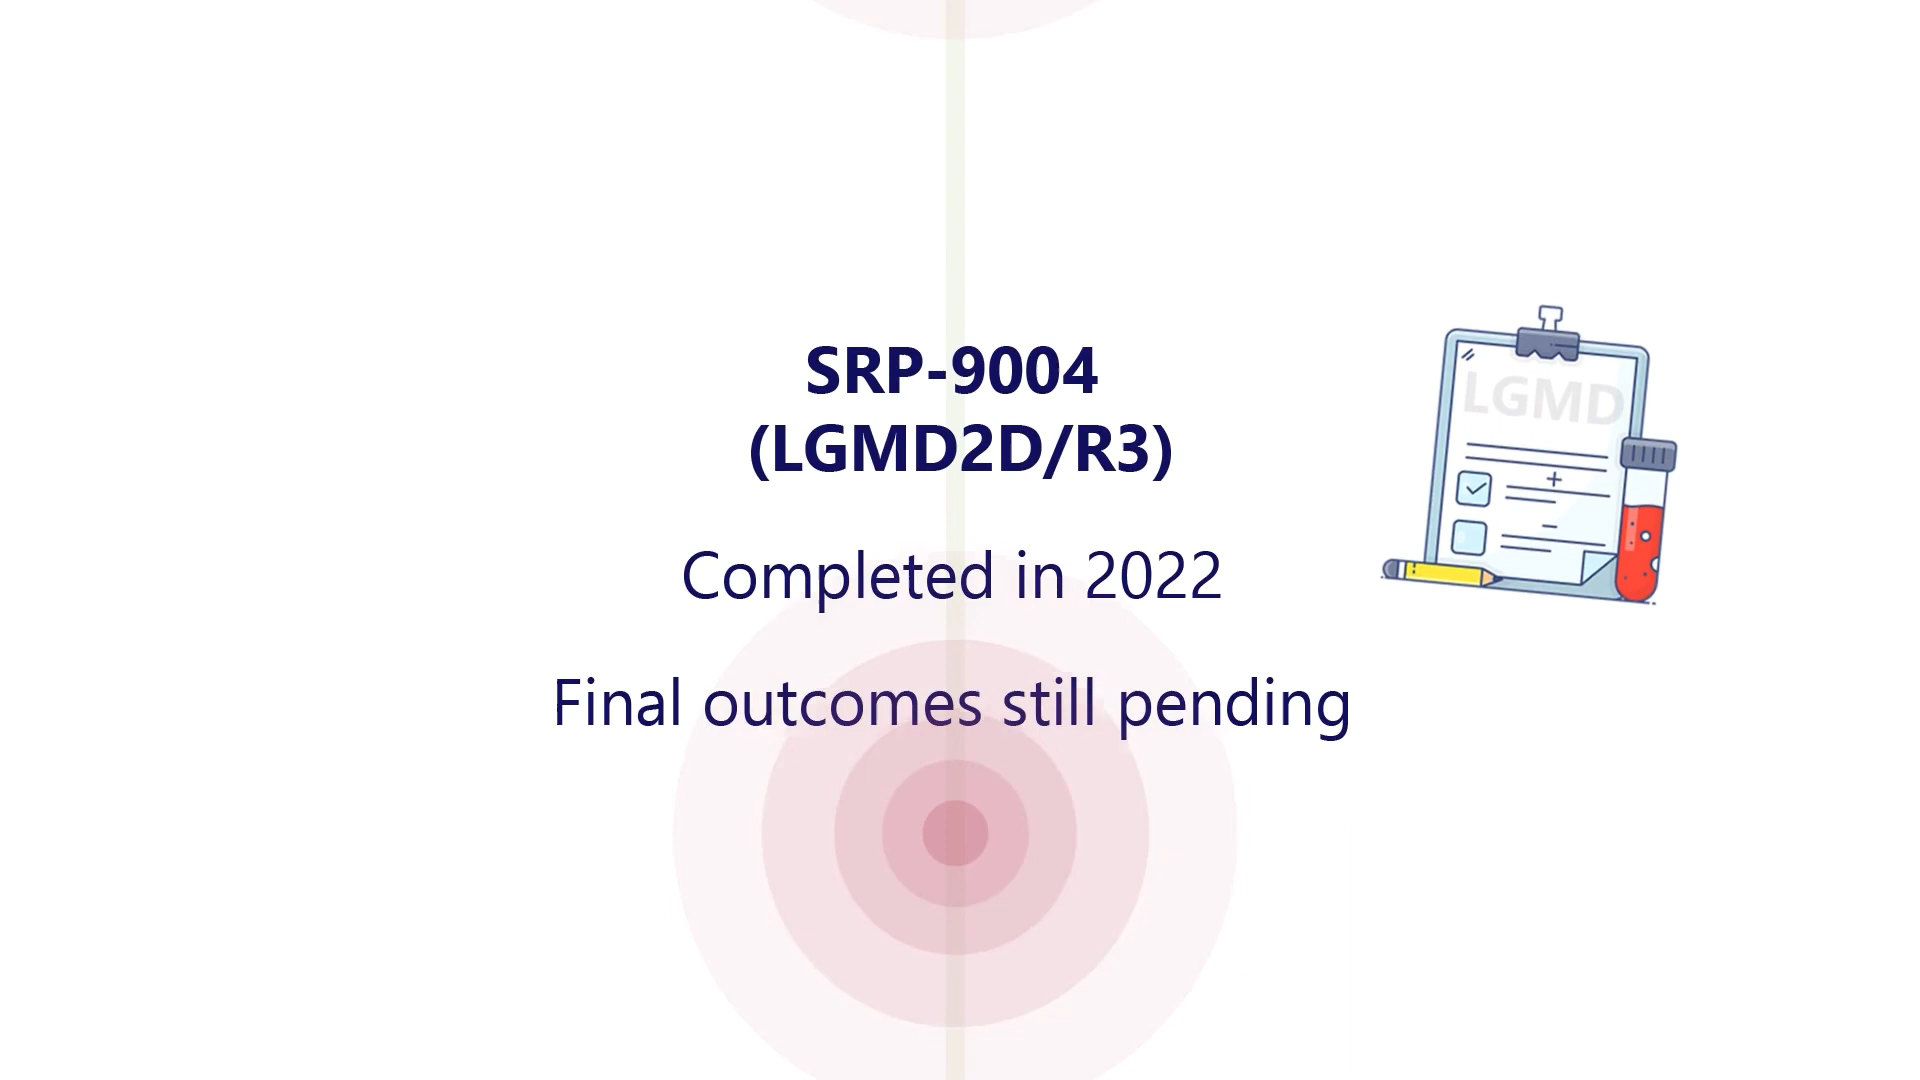 SRP-9004
(LGMD2D/R3)
Completed in 2022
Final outcomes still pending
LGMD